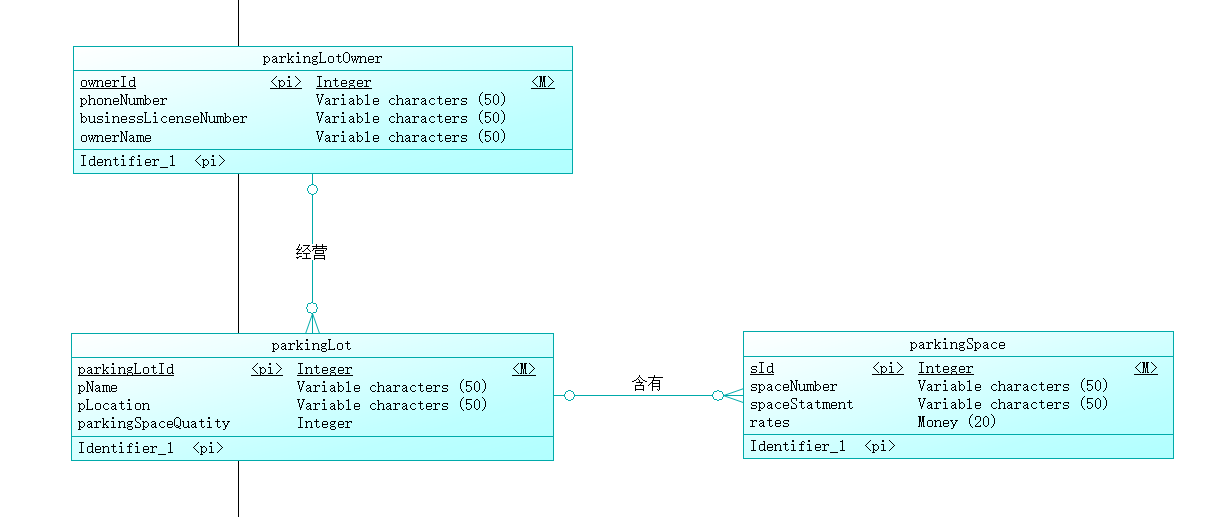 parkingLotOwner
ownerId <pi> Integer <M>
phoneNumber Variable characters (50)
businessLicenseNumber Variable characters (50)
ownerName Variable characters (50)
Identifier_1 <pi>
经营
parkingLot
parkingLotId <pi> Integer <M>
pName Variable characters (50)
pLocation Variable characters (50)
parkingSpaceQuatity Integer
Identifier_1 <pi>
含有
parkingSpace
sId <pi> Integer <M>
spaceNumber Variable characters (50)
spaceStatment Variable characters (50)
rates Money (20)
Identifier_1 <pi>